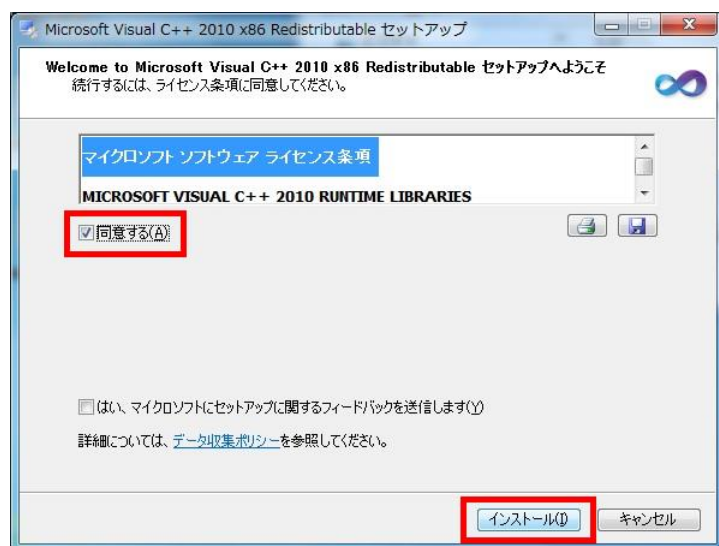 Microsoft Visual C++ 2010 x86 Redistributable セットアップ
Welcome to Microsoft Visual C++ 2010 x86 Redistributable セットアップへようこそ
続行するには、ライセンス条項に同意してください。
マイクロソフト ソフトウェア ライセンス条項
MICROSOFT VISUAL C++ 2010 RUNTIME LIBRARIES
同意する(A)
はい、マイクロソフトにセットアップに関するフィードバックを送信します(Y)
詳細については、データ収集ポリシーを参照してください。
インストール(I) キャンセル